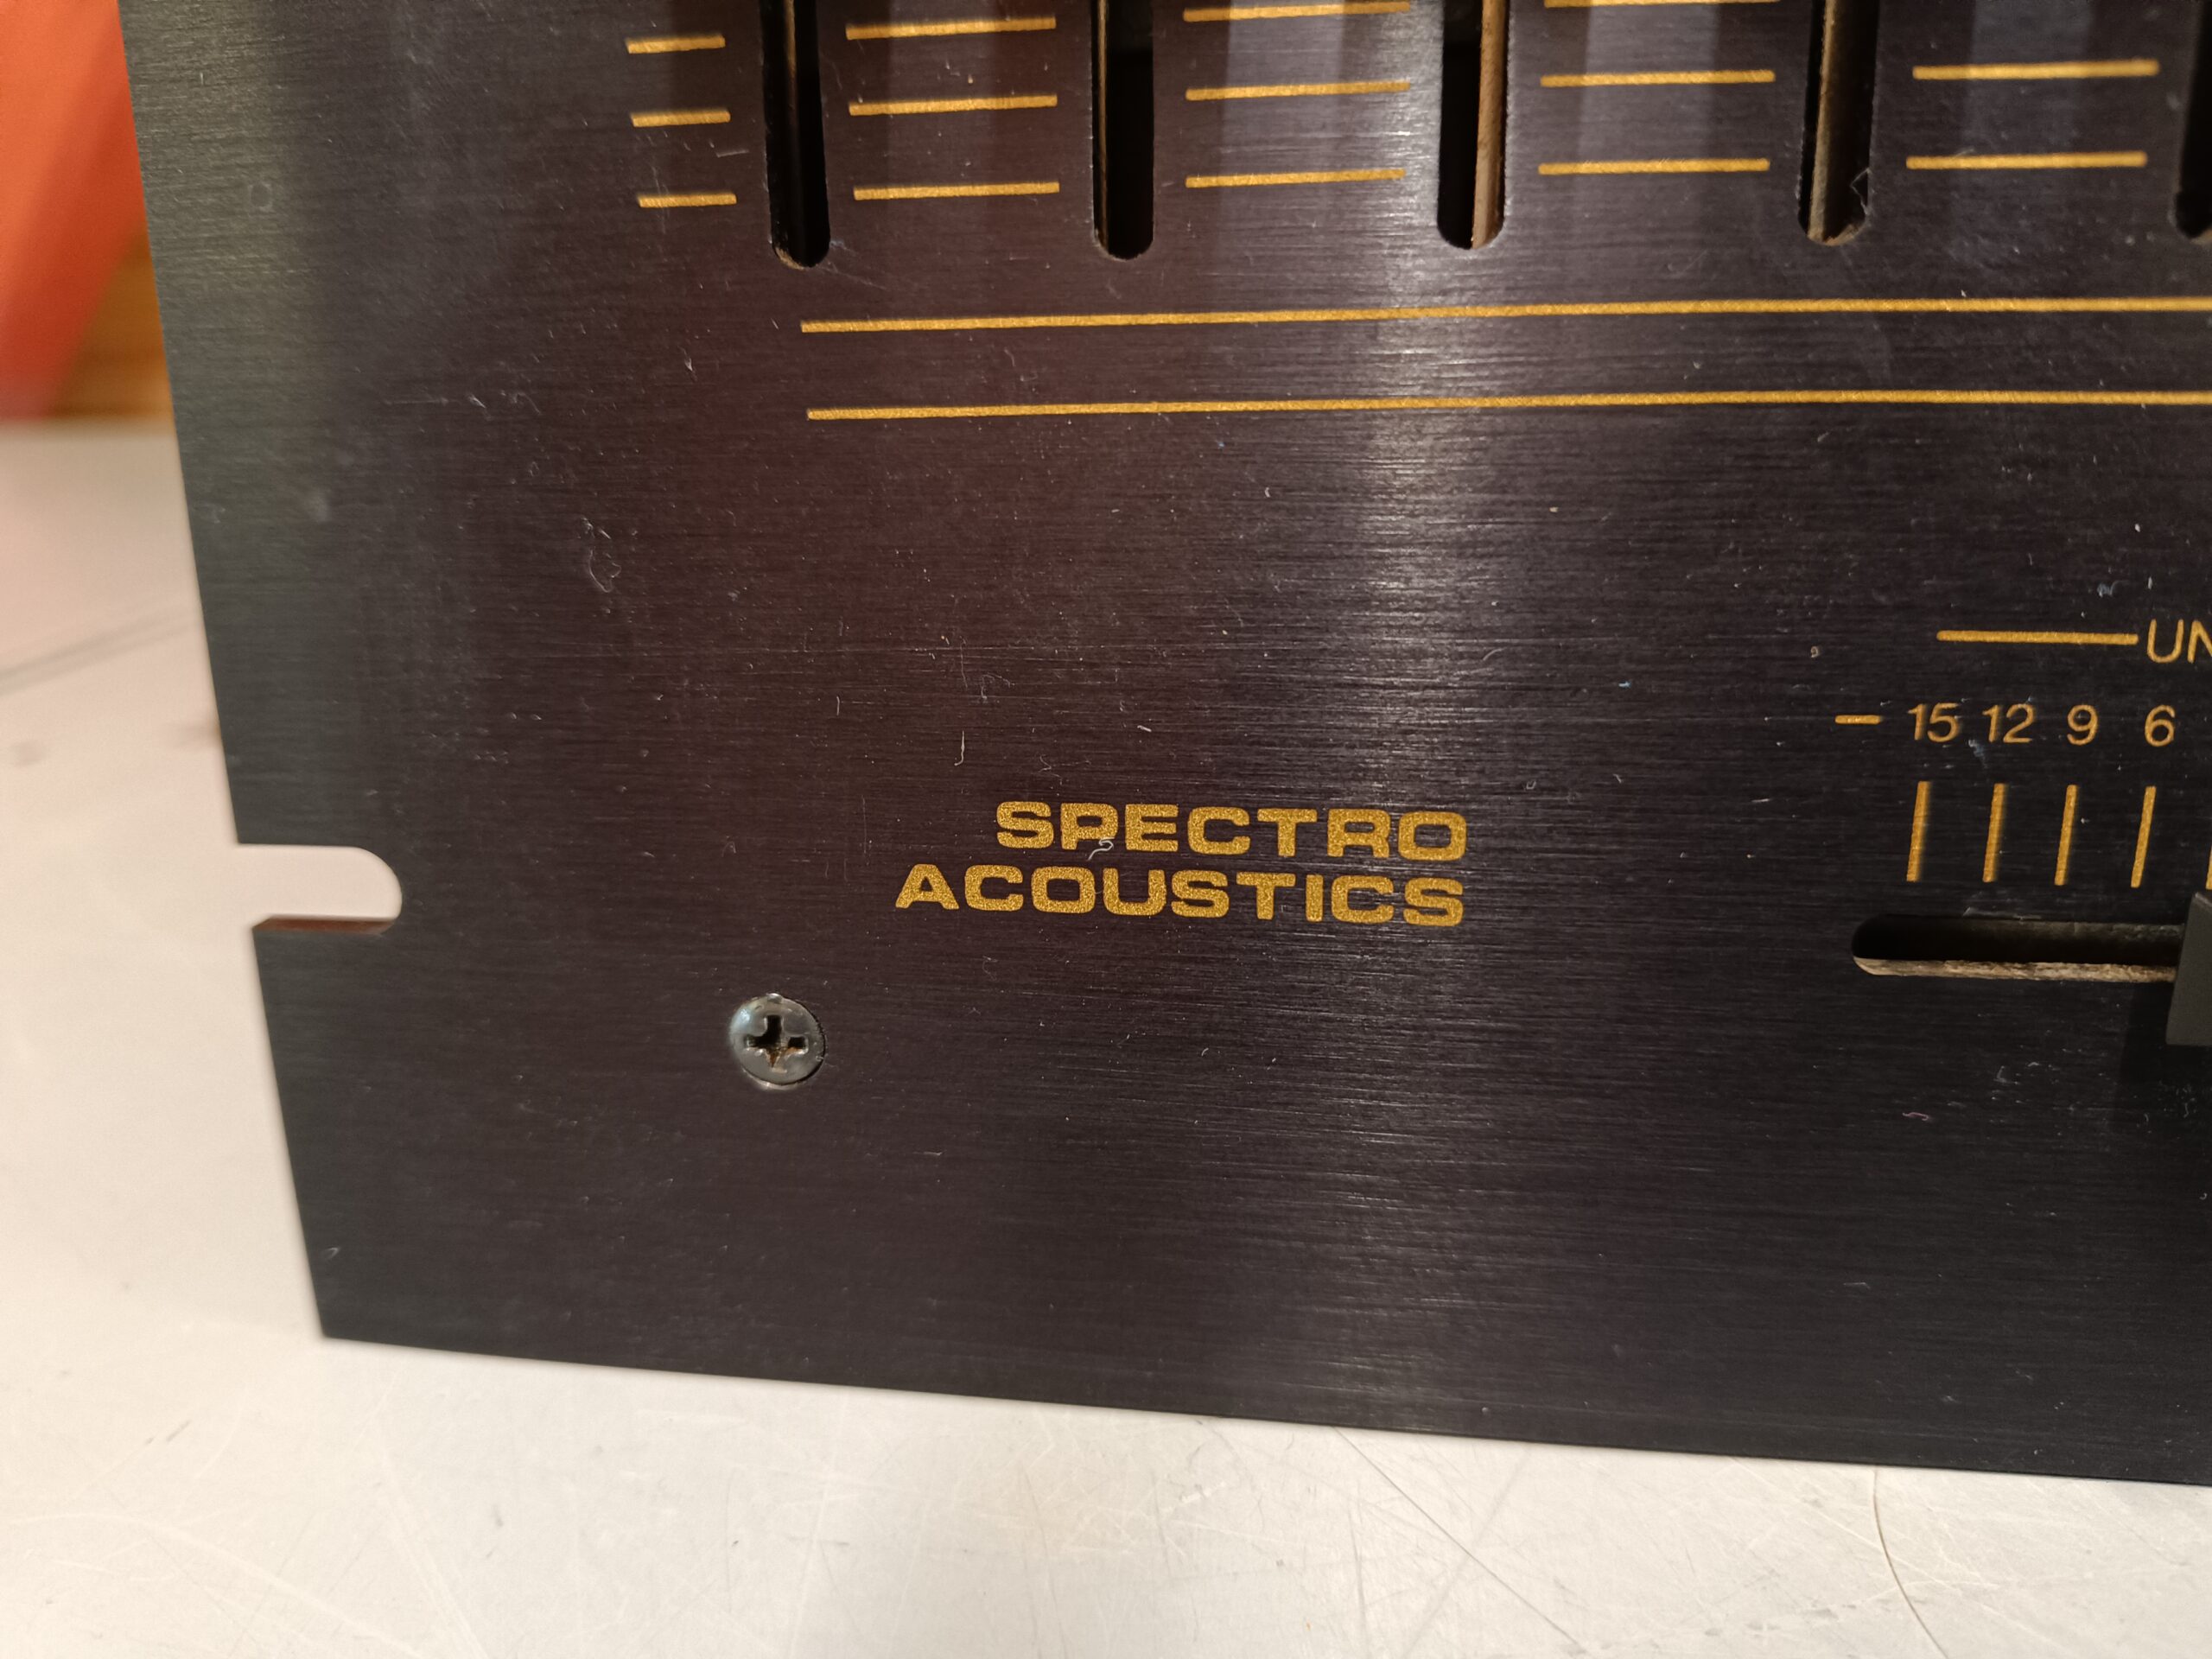 UN
– 15 12 9 6
SPECTRO
ACOUSTICS